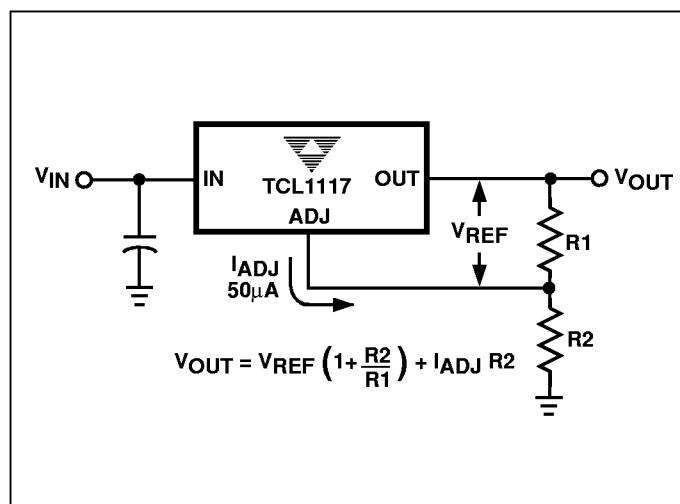 VIN
IN
TCL1117
OUT
ADJ
VOUT
VREF
R1
IADJ
50μA
R2
VOUT = VREF (1+ R2/R1) + IADJ R2